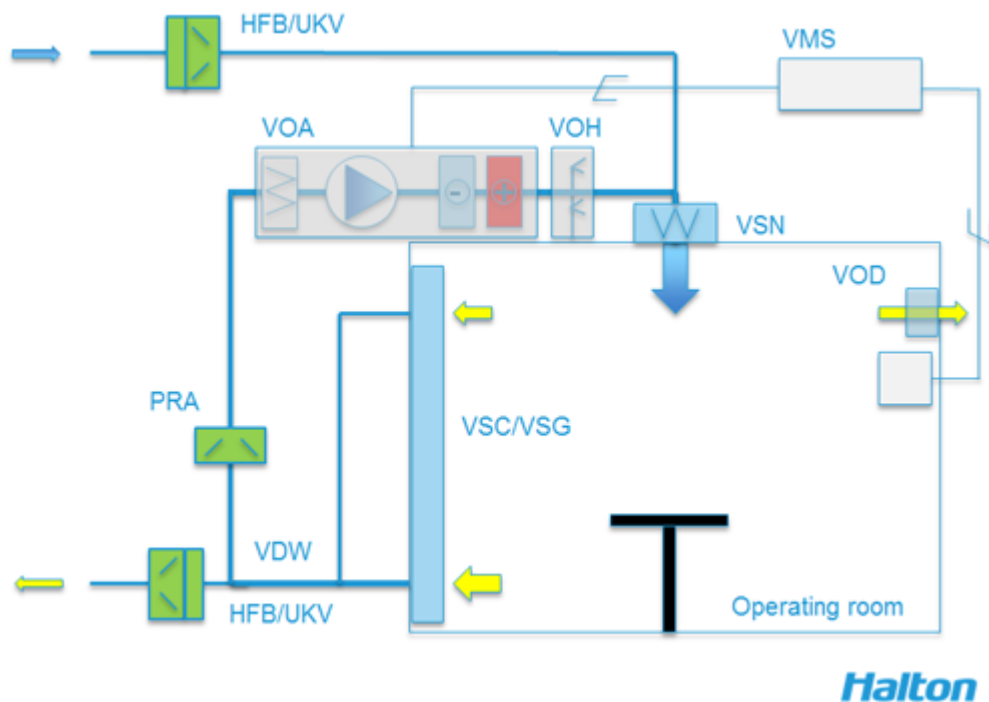 HFB/UKV
VMS
VOA
VOH
-
+
VSN
VOD
PRA
VSC/VSG
VDW
HFB/UKV
Operating room
Halton